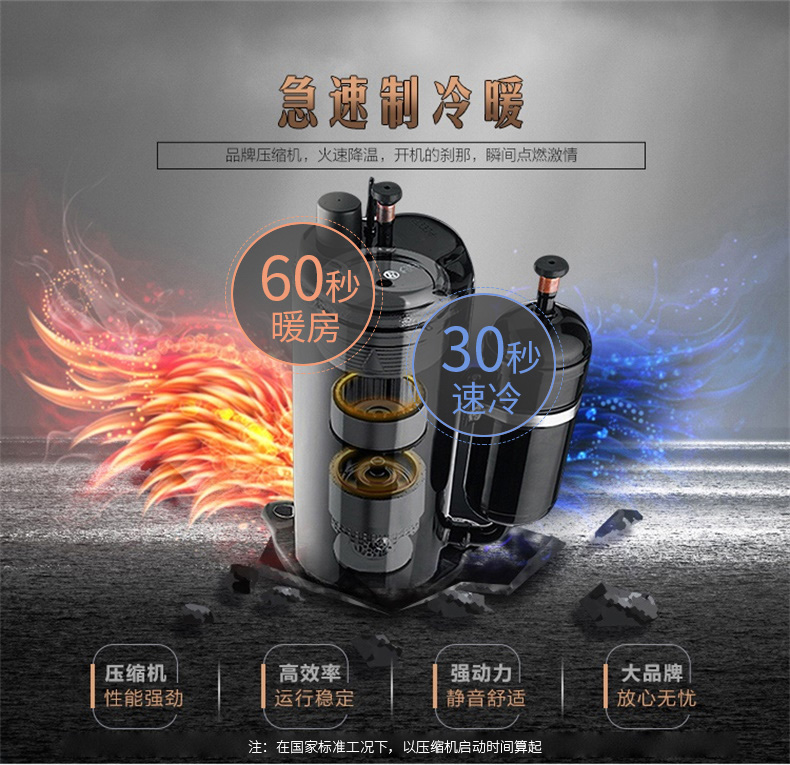 急速制冷暖
品牌压缩机，火速降温，开机的刹那，瞬间点燃激情
60秒
暖房
30秒
速冷
压缩机
性能强劲
高效率
运行稳定
强动力
静音舒适
大品牌
放心无忧
注：在国家标准工况下，以压缩机启动时间算起